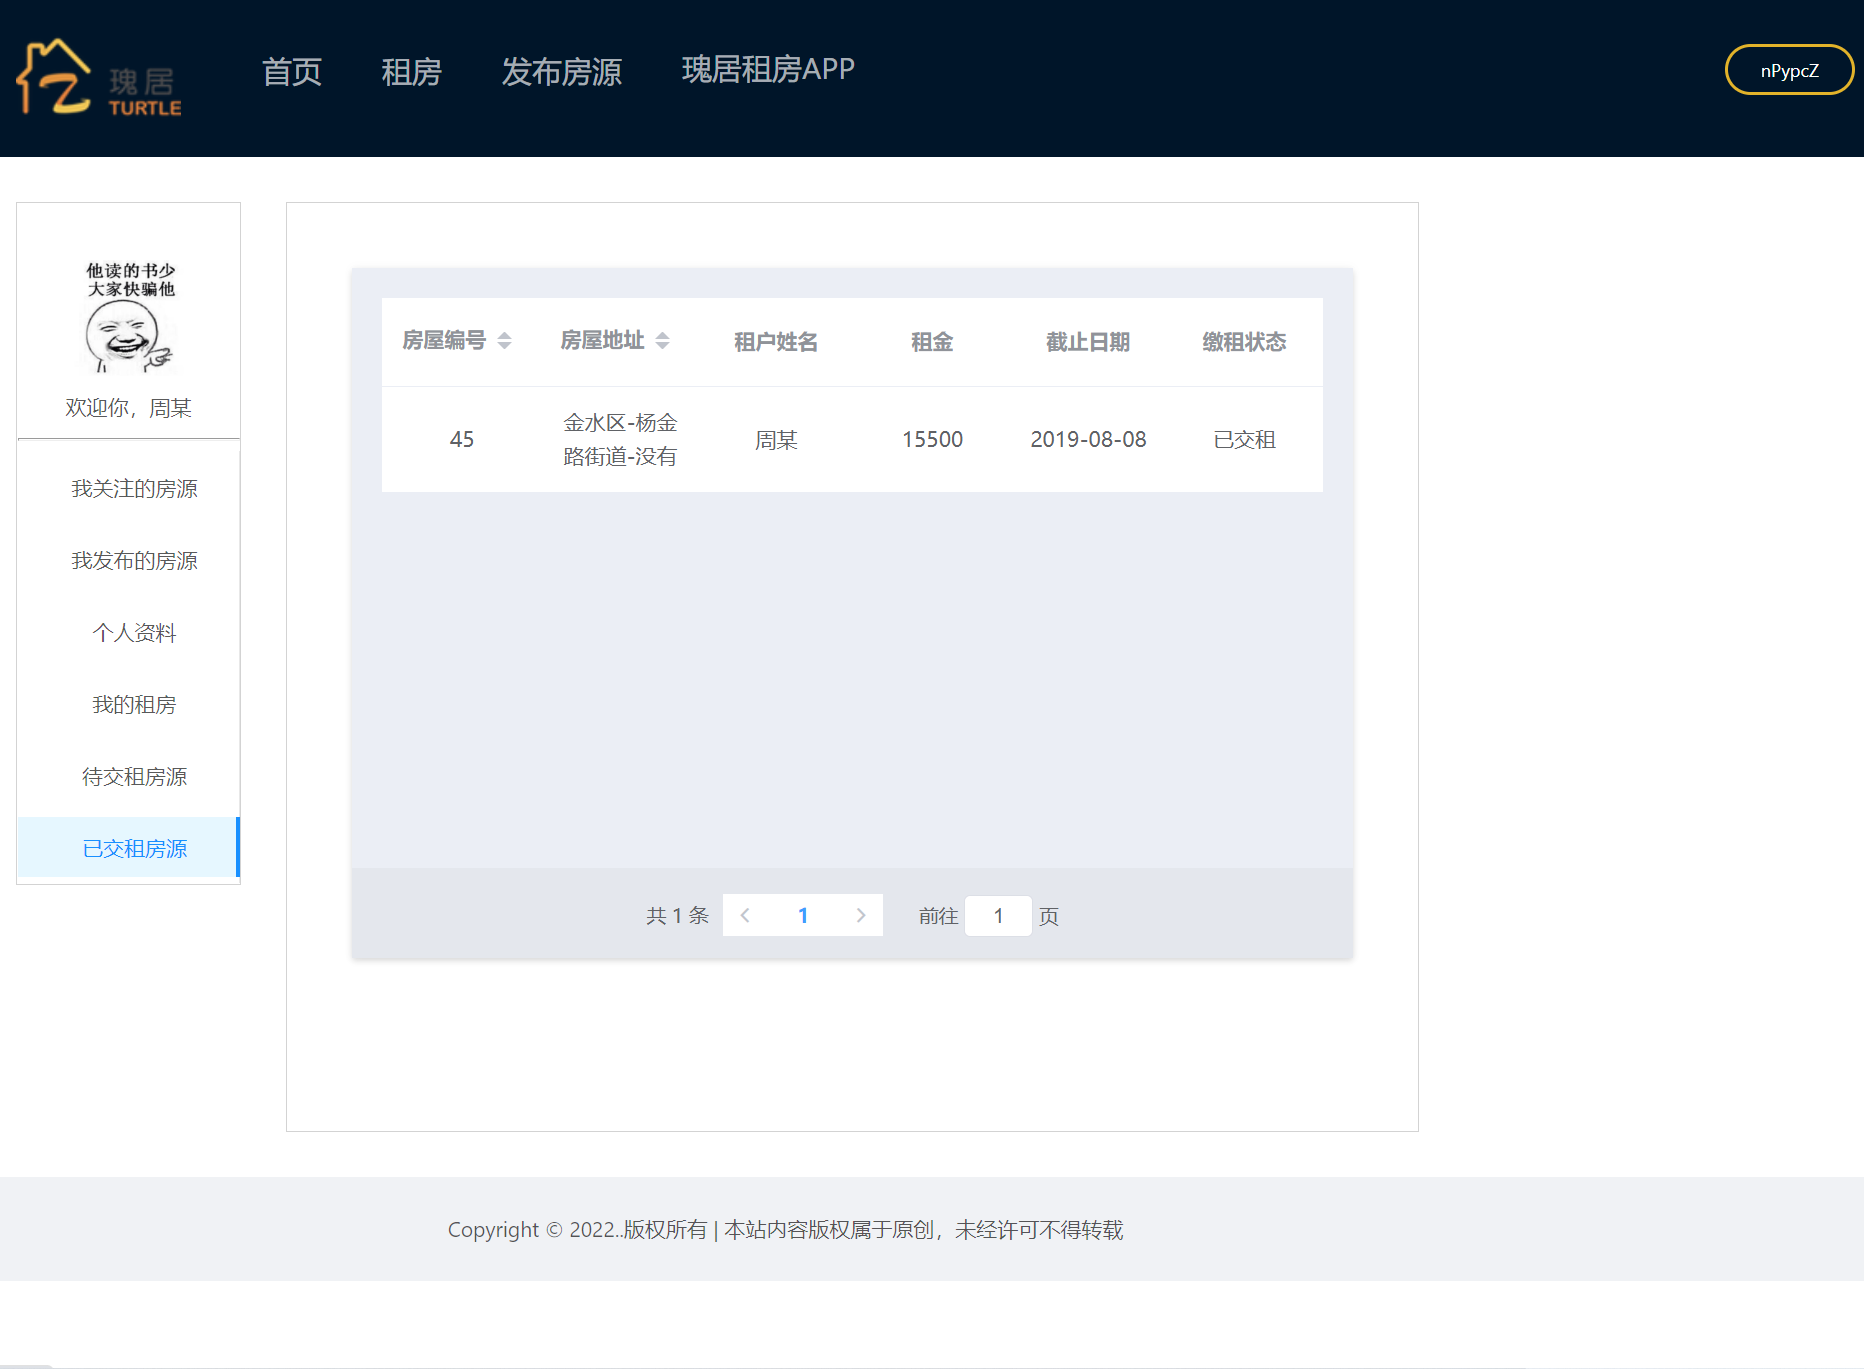 瑰居
TURTLE
首页
租房
发布房源
瑰居租房APP
nPypcZ
他读的书少
大家快骗他
欢迎你，周某
我关注的房源
我发布的房源
个人资料
我的租房
待交租房源
已交租房源
房屋编号 房屋地址 租户姓名 租金 截止日期 缴租状态
45 金水区-杨金路街道-没有 周某 15500 2019-08-08 已交租
共 1 条 1 前往 1 页
Copyright © 2022..版权所有 | 本站内容版权属于原创，未经许可不得转载